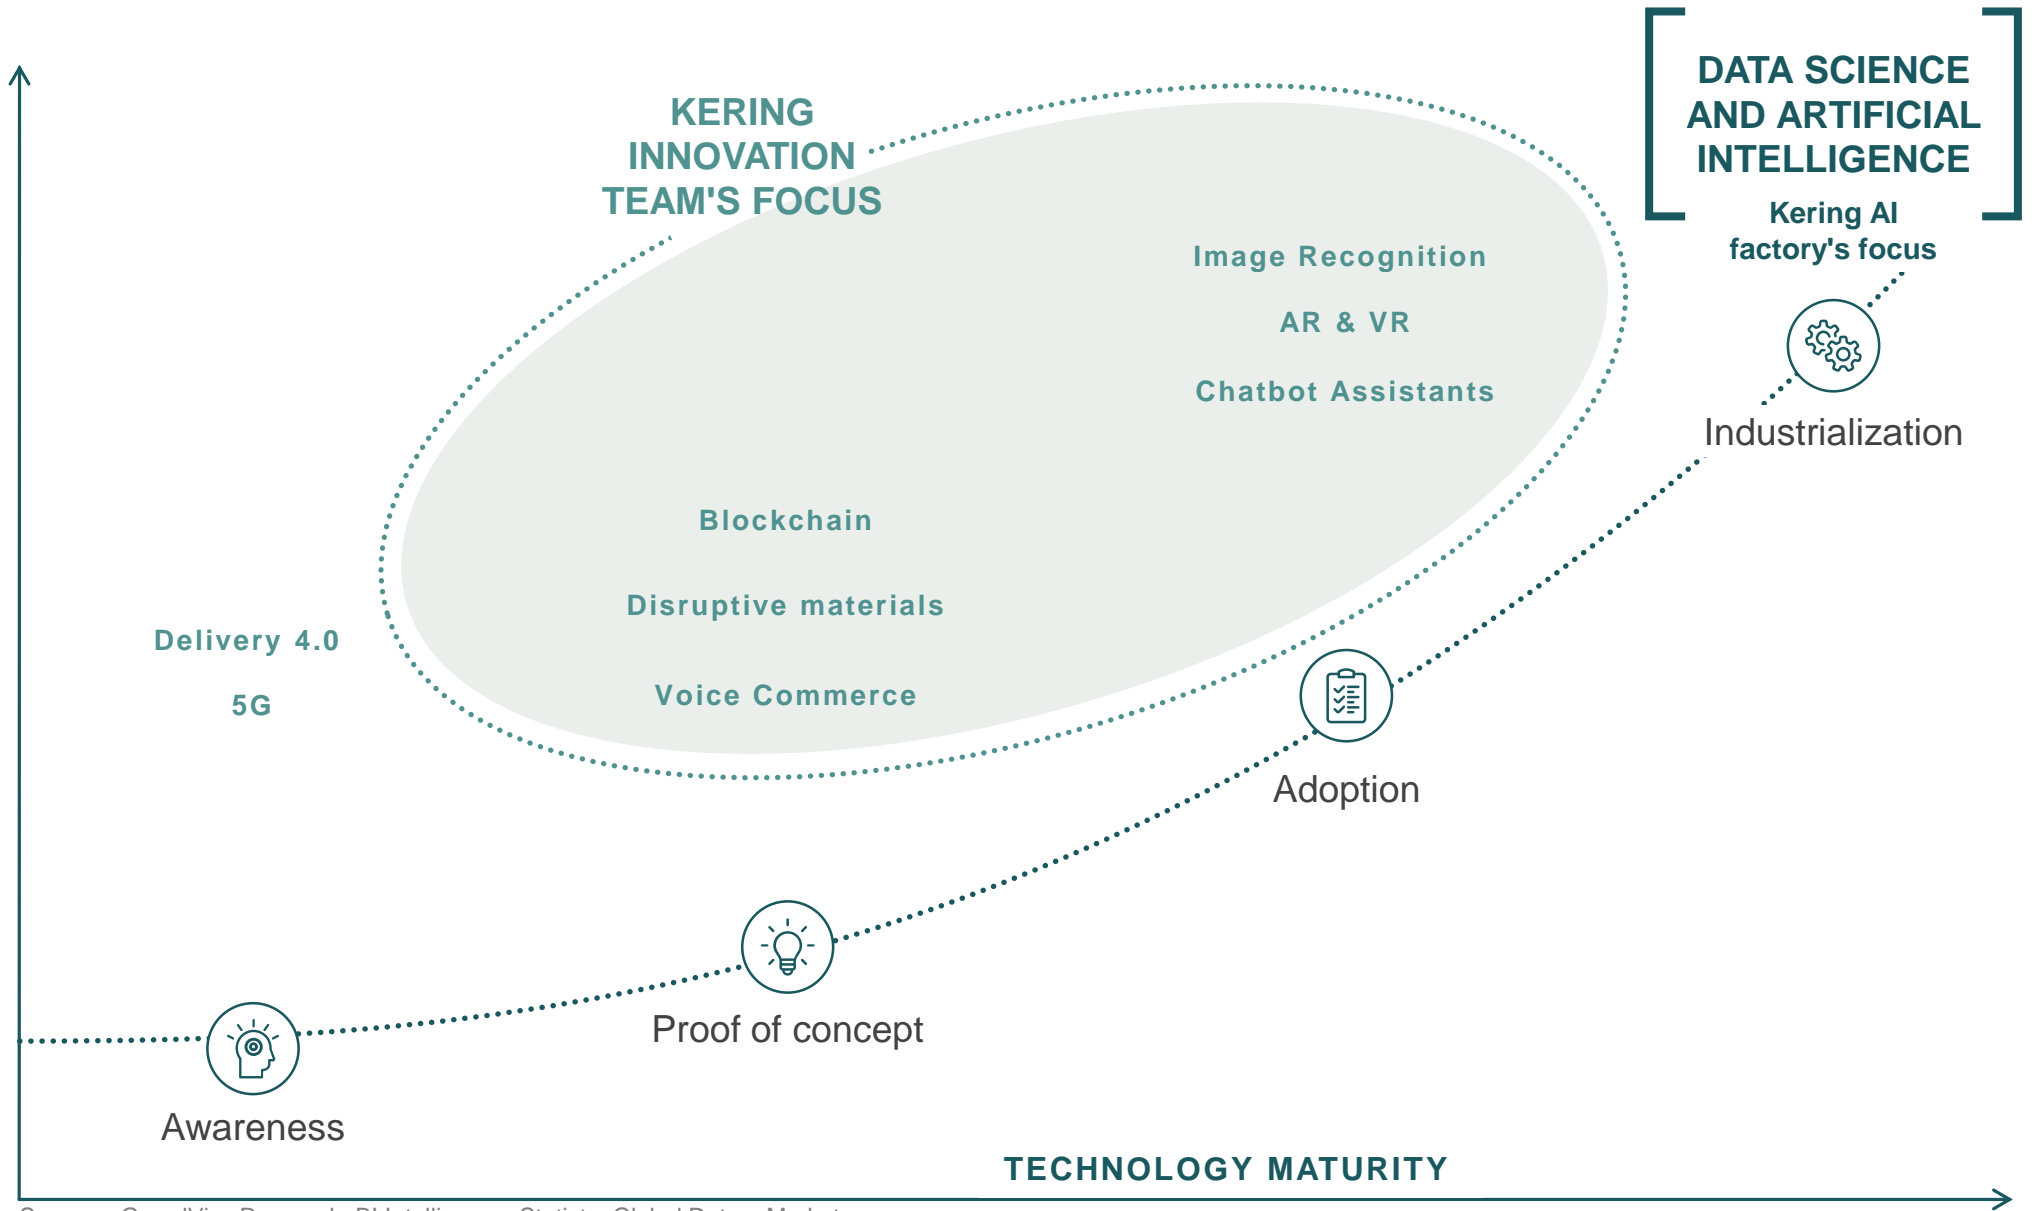 DATA SCIENCE
AND ARTIFICIAL
INTELLIGENCE
Kering AI
factory's focus
KERING
INNOVATION
TEAM'S FOCUS
Image Recognition
AR & VR
Chatbot Assistants
Industrialization
Blockchain
Disruptive materials
Voice Commerce
Delivery 4.0
5G
Adoption
Proof of concept
Awareness
TECHNOLOGY MATURITY